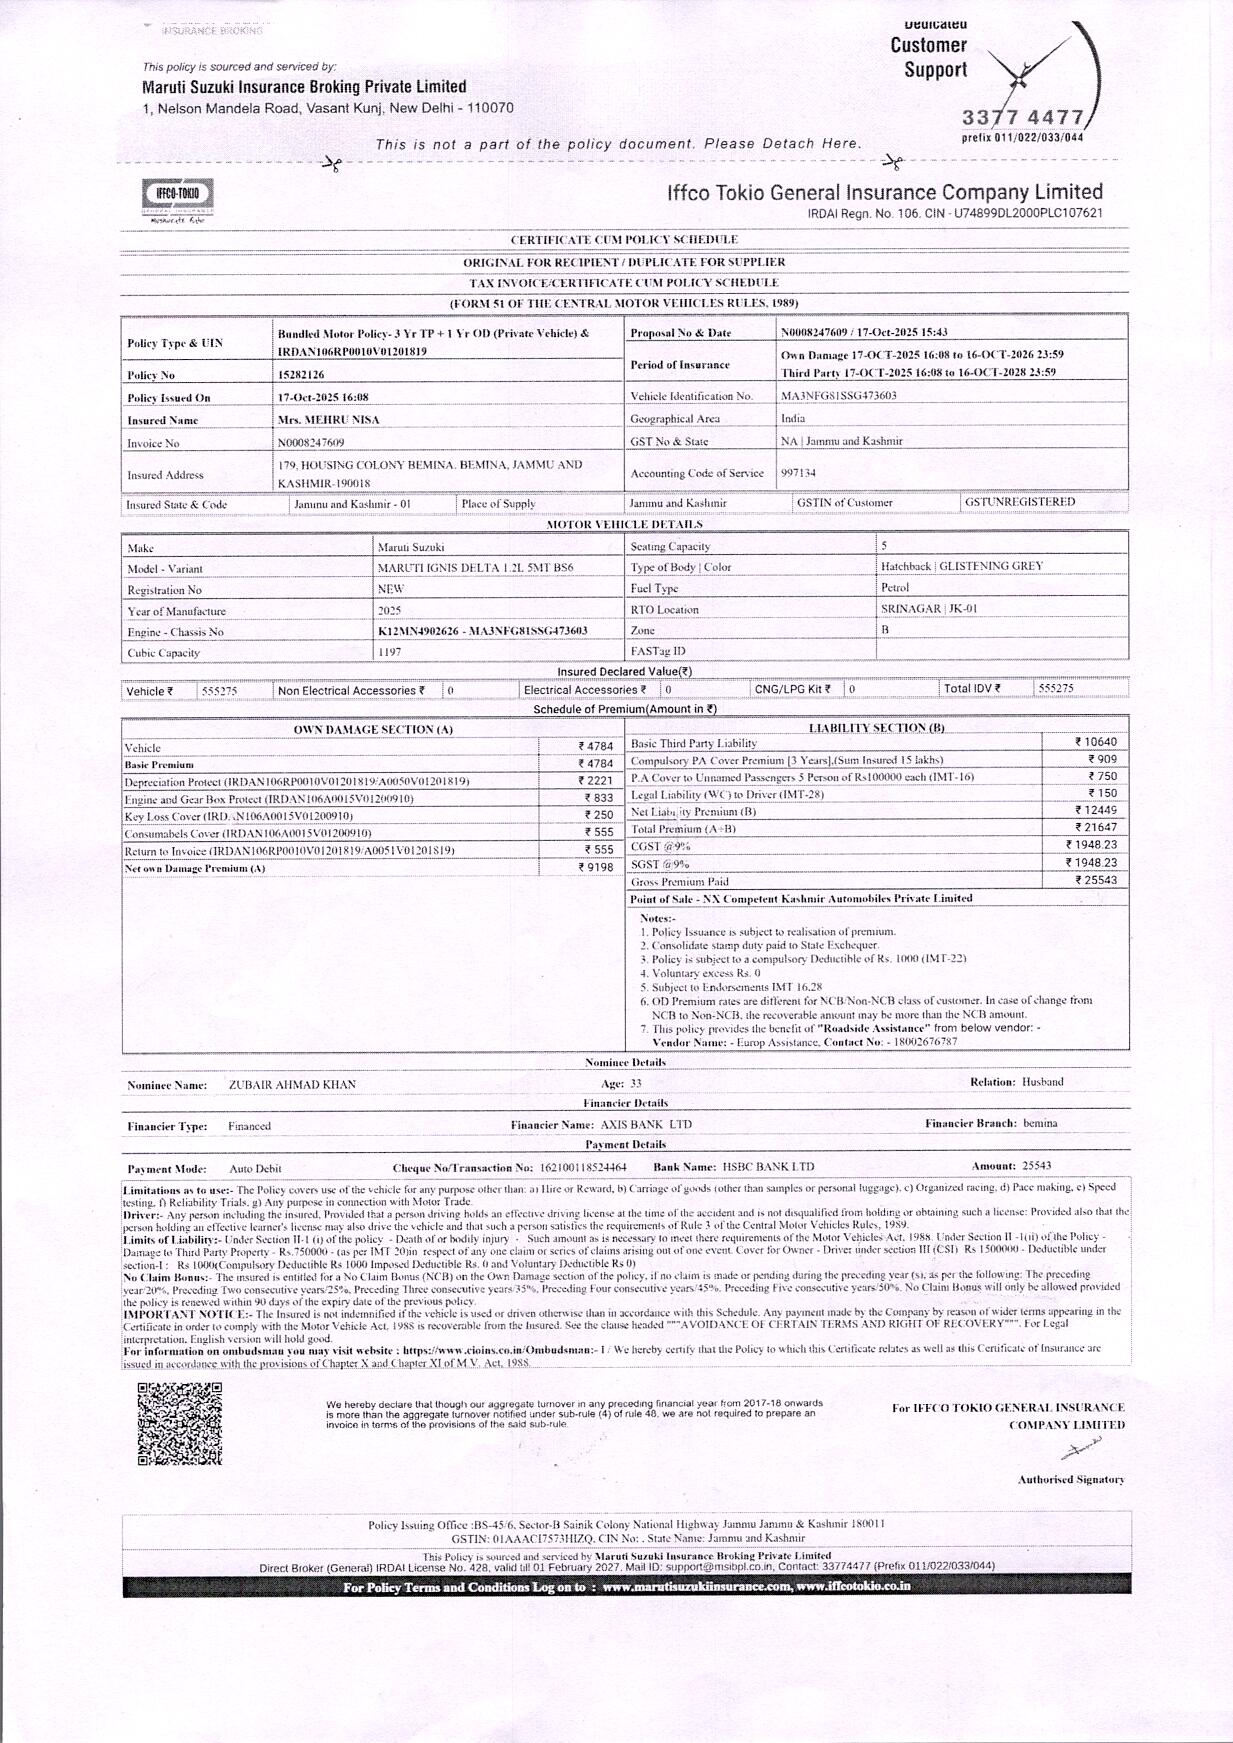 INSURANCE BROKING
This policy is sourced and serviced by:
Maruti Suzuki Insurance Broking Private Limited
1, Nelson Mandela Road, Vasant Kunj, New Delhi - 110070
Dedicated
Customer
Support
3377 4477
prefix 011/022/033/044
This is not a part of the policy document. Please Detach Here.
IFFCO-TOKIO
GENERAL INSURANCE
Muskurate Raho
Iffco Tokio General Insurance Company Limited
IRDAI Regn. No. 106. CIN - U74899DL2000PLC107621
CERTIFICATE CUM POLICY SCHEDULE
ORIGINAL FOR RECIPIENT / DUPLICATE FOR SUPPLIER
TAX INVOICE/CERTIFICATE CUM POLICY SCHEDULE
(FORM 51 OF THE CENTRAL MOTOR VEHICLES RULES, 1989)
Policy Type & UIN Bundled Motor Policy- 3 Yr TP + 1 Yr OD (Private Vehicle) &
IRDAN106RP0010V01201819
Proposal No & Date N0008247609 / 17-Oct-2025 15:43
Period of Insurance Own Damage 17-OCT-2025 16:08 to 16-OCT-2026 23:59
Third Party 17-OCT-2025 16:08 to 16-OCT-2028 23:59
Policy No 15282126
Policy Issued On 17-Oct-2025 16:08 Vehicle Identification No. MA3NFG81SSG473603
Insured Name Mrs. MEHRU NISA Geographical Area India
Invoice No N0008247609 GST No & State NA | Jammu and Kashmir
Insured Address 179, HOUSING COLONY BEMINA. BEMINA, JAMMU AND
KASHMIR-190018
Accounting Code of Service 997134
Insured State & Code Jammu and Kashmir - 01 Place of Supply Jammu and Kashmir GSTIN of Customer GSTUNREGISTERED
MOTOR VEHICLE DETAILS
Make Maruti Suzuki Seating Capacity 5
Model - Variant MARUTI IGNIS DELTA 1.2L 5MT BS6 Type of Body | Color Hatchback | GLISTENING GREY
Registration No NEW Fuel Type Petrol
Year of Manufacture 2025 RTO Location SRINAGAR | JK-01
Engine - Chassis No K12MN4902626 - MA3NFG81SSG473603 Zone B
Cubic Capacity 1197 FASTag ID
Insured Declared Value(₹)
Vehicle ₹ 555275 Non Electrical Accessories ₹ 0 Electrical Accessories ₹ 0 CNG/LPG Kit ₹ 0 Total IDV ₹ 555275
Schedule of Premium(Amount in ₹)
OWN DAMAGE SECTION (A)
Vehicle ₹ 4784
Basic Premium ₹ 4784
Depreciation Protect (IRDAN106RP0010V01201819/A0050V01201819) ₹ 2221
Engine and Gear Box Protect (IRDAN106A0015V01200910) ₹ 833
Key Loss Cover (IRDAN106A0015V01200910) ₹ 250
Consumabels Cover (IRDAN106A0015V01200910) ₹ 555
Return to Invoice (IRDAN106RP0010V01201819/A0051V01201819) ₹ 555
Net own Damage Premium (A) ₹ 9198
LIABILITY SECTION (B)
Basic Third Party Liability ₹ 10640
Compulsory PA Cover Premium [3 Years],(Sum Insured 15 lakhs) ₹ 909
P.A Cover to Unnamed Passengers 5 Person of Rs100000 each (IMT-16) ₹ 750
Legal Liability (WC) to Driver (IMT-28) ₹ 150
Net Liability Premium (B) ₹ 12449
Total Premium (A+B) ₹ 21647
CGST @9% ₹ 1948.23
SGST @9% ₹ 1948.23
Gross Premium Paid ₹ 25543
Point of Sale - NX Competent Kashmir Automobiles Private Limited
Notes:-
1. Policy Issuance is subject to realisation of premium.
2. Consolidate stamp duty paid to State Exchequer.
3. Policy is subject to a compulsory Deductible of Rs. 1000 (IMT-22)
4. Voluntary excess Rs. 0
5. Subject to Endorsements IMT 16,28
6. OD Premium rates are different for NCB/Non-NCB class of customer. In case of change from
NCB to Non-NCB, the recoverable amount may be more than the NCB amount.
7. This policy provides the benefit of "Roadside Assistance" from below vendor: -
Vendor Name: - Europ Assistance, Contact No: - 18002676787
Nominee Details
Nominee Name: ZUBAIR AHMAD KHAN Age: 33 Relation: Husband
Financier Details
Financier Type: Financed Financier Name: AXIS BANK LTD Financier Branch: bemina
Payment Details
Payment Mode: Auto Debit Cheque No/Transaction No: 162100118524464 Bank Name: HSBC BANK LTD Amount: 25543
Limitations as to use:- The Policy covers use of the vehicle for any purpose other than: a) Hire or Reward, b) Carriage of goods (other than samples or personal luggage), c) Organized racing, d) Pace making, e) Speed
testing, f) Reliability Trials, g) Any purpose in connection with Motor Trade.
Driver:- Any person including the insured, Provided that a person driving holds an effective driving license at the time of the accident and is not disqualified from holding or obtaining such a license: Provided also that the
person holding an effective learner's license may also drive the vehicle and that such a person satisfies the requirements of Rule 3 of the Central Motor Vehicles Rules, 1989.
Limits of Liability:- Under Section II-1 (i) of the policy - Death of or bodily injury - Such amount as is necessary to meet there requirements of the Motor Vehicles Act, 1988. Under Section II -1(ii) of the Policy -
Damage to Third Party Property - Rs.750000 - (as per IMT 20)in respect of any one claim or series of claims arising out of one event. Cover for Owner - Driver under section III (CSI) Rs 1500000 - Deductible under
section-I : Rs 1000(Compulsory Deductible Rs 1000 Imposed Deductible Rs. 0 and Voluntary Deductible Rs 0)
No Claim Bonus:- The insured is entitled for a No Claim Bonus (NCB) on the Own Damage section of the policy, if no claim is made or pending during the preceding year (s), as per the following: The preceding
year/20%, Preceding Two consecutive years/25%, Preceding Three consecutive years/35%, Preceding Four consecutive years/45%, Preceding Five consecutive years/50%. No Claim Bonus will only be allowed provided
the policy is renewed within 90 days of the expiry date of the previous policy.
IMPORTANT NOTICE:- The Insured is not indemnified if the vehicle is used or driven otherwise than in accordance with this Schedule. Any payment made by the Company by reason of wider terms appearing in the
Certificate in order to comply with the Motor Vehicle Act, 1988 is recoverable from the Insured. See the clause headed """AVOIDANCE OF CERTAIN TERMS AND RIGHT OF RECOVERY""". For Legal
interpretation, English version will hold good.
For information on ombudsman you may visit website : https://www.cioins.co.in/Ombudsman:- I / We hereby certify that the Policy to which this Certificate relates as well as this Certificate of Insurance are
issued in accordance with the provisions of Chapter X and Chapter XI of M.V. Act, 1988.
We hereby declare that though our aggregate turnover in any preceding financial year from 2017-18 onwards
is more than the aggregate turnover notified under sub-rule (4) of rule 48, we are not required to prepare an
invoice in terms of the provisions of the said sub-rule.
For IFFCO TOKIO GENERAL INSURANCE
COMPANY LIMITED
Authorised Signatory
Policy Issuing Office :BS-45/6, Sector-B Sainik Colony National Highway Jammu Jammu & Kashmir 180011
GSTIN: 01AAACI7573H1ZQ, CIN No: . State Name: Jammu and Kashmir
This Policy is sourced and serviced by Maruti Suzuki Insurance Broking Private Limited
Direct Broker (General) IRDAI License No. 428, valid till 01 February 2027. Mail ID: support@msibpl.co.in, Contact: 33774477 (Prefix 011/022/033/044)
For Policy Terms and Conditions Log on to : www.marutisuzukiinsurance.com, www.iffcotokio.co.in